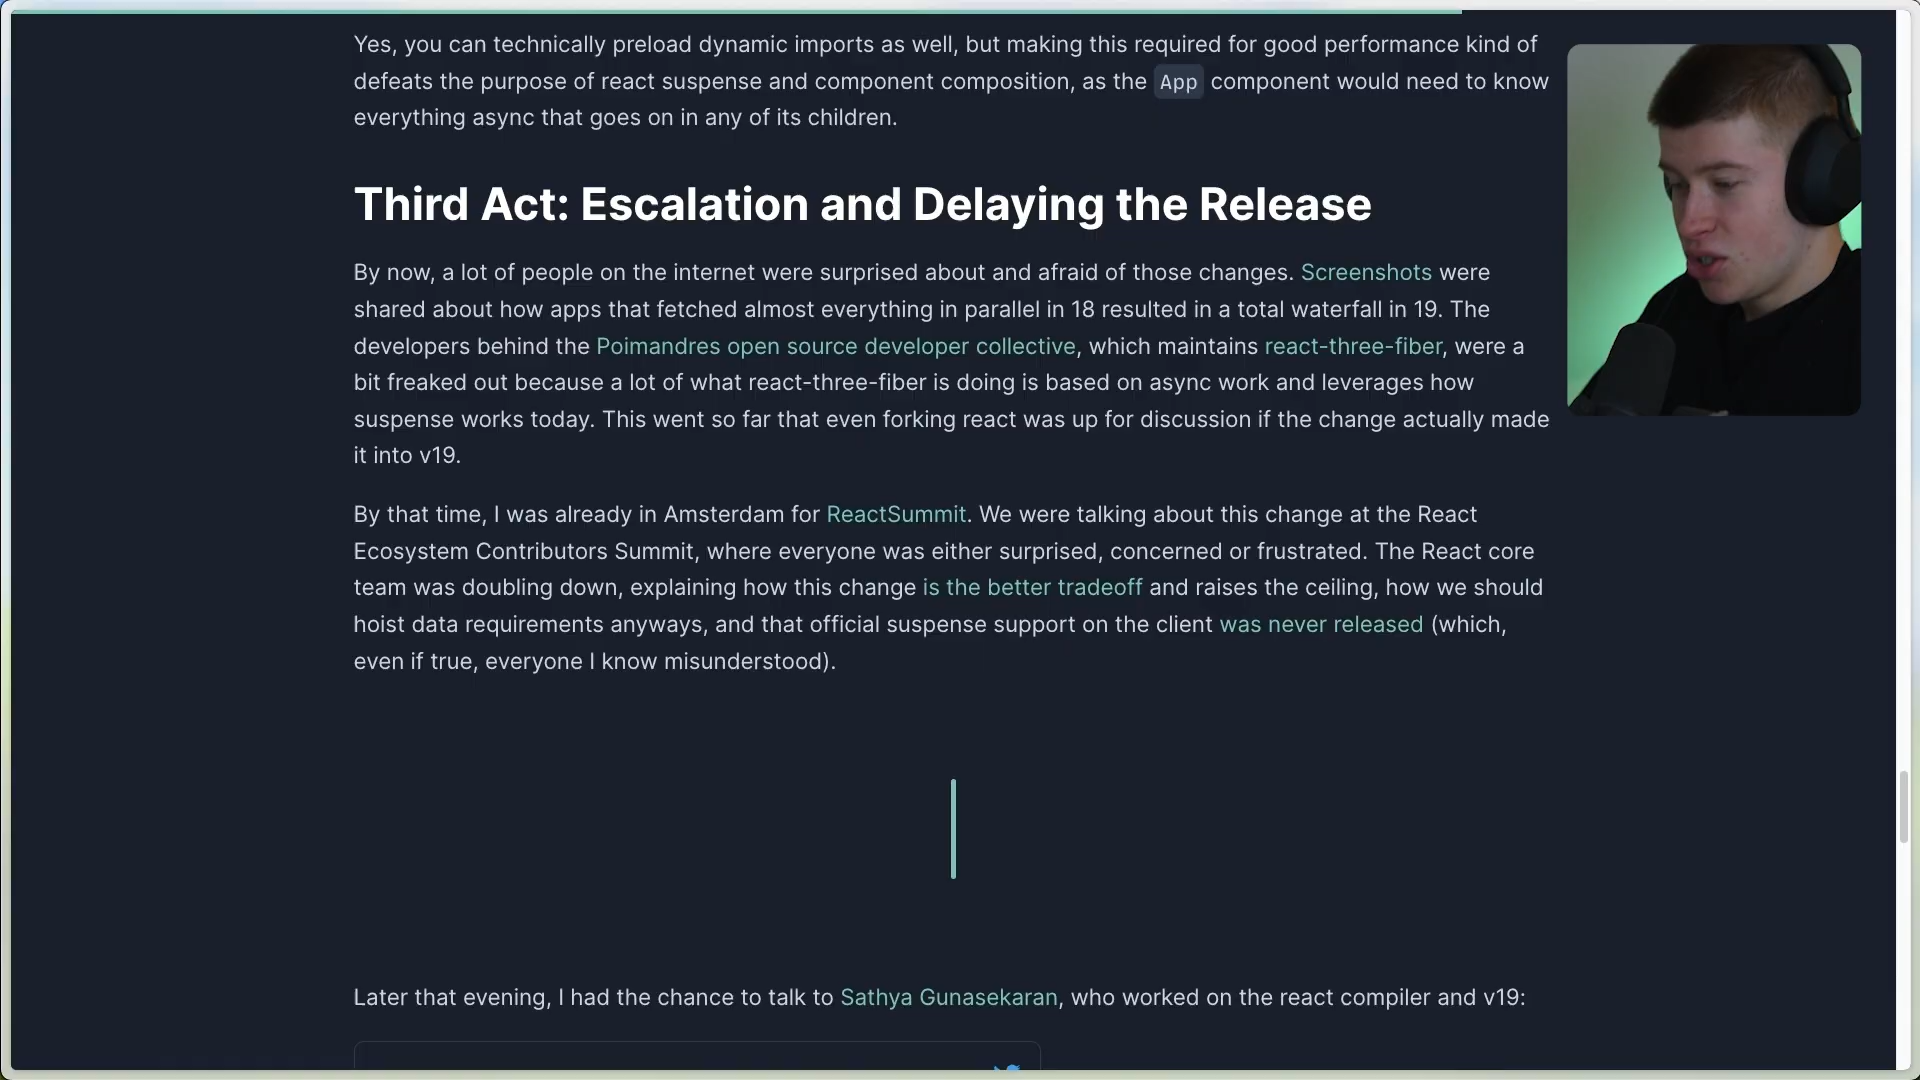 Yes, you can technically preload dynamic imports as well, but making this required for good performance kind of
defeats the purpose of react suspense and component composition, as the App component would need to know
everything async that goes on in any of its children.
Third Act: Escalation and Delaying the Release
By now, a lot of people on the internet were surprised about and afraid of those changes. Screenshots were
shared about how apps that fetched almost everything in parallel in 18 resulted in a total waterfall in 19. The
developers behind the Poimandres open source developer collective, which maintains react-three-fiber, were a
bit freaked out because a lot of what react-three-fiber is doing is based on async work and leverages how
suspense works today. This went so far that even forking react was up for discussion if the change actually made
it into v19.
By that time, I was already in Amsterdam for ReactSummit. We were talking about this change at the React
Ecosystem Contributors Summit, where everyone was either surprised, concerned or frustrated. The React core
team was doubling down, explaining how this change is the better tradeoff and raises the ceiling, how we should
hoist data requirements anyways, and that official suspense support on the client was never released (which,
even if true, everyone I know misunderstood).
Later that evening, I had the chance to talk to Sathya Gunasekaran, who worked on the react compiler and v19: